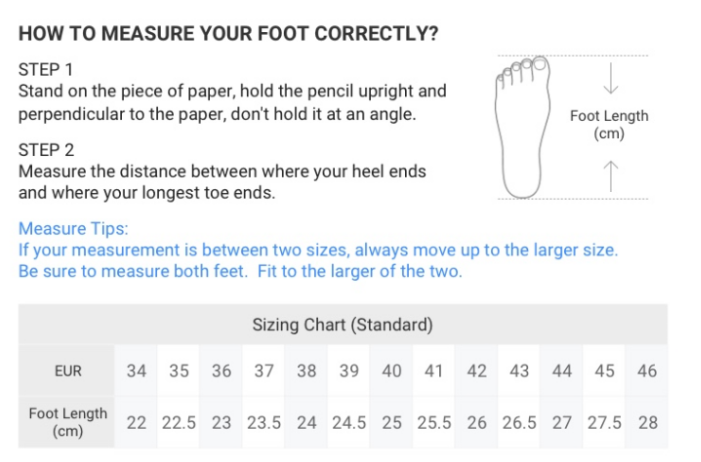 HOW TO MEASURE YOUR FOOT CORRECTLY?
STEP 1
Stand on the piece of paper, hold the pencil upright and
perpendicular to the paper, don't hold it at an angle.
STEP 2
Measure the distance between where your heel ends
and where your longest toe ends.
Foot Length
(cm)
Measure Tips:
If your measurement is between two sizes, always move up to the larger size.
Be sure to measure both feet. Fit to the larger of the two.
Sizing Chart (Standard)
EUR 34 35 36 37 38 39 40 41 42 43 44 45 46
Foot Length
(cm) 22 22.5 23 23.5 24 24.5 25 25.5 26 26.5 27 27.5 28